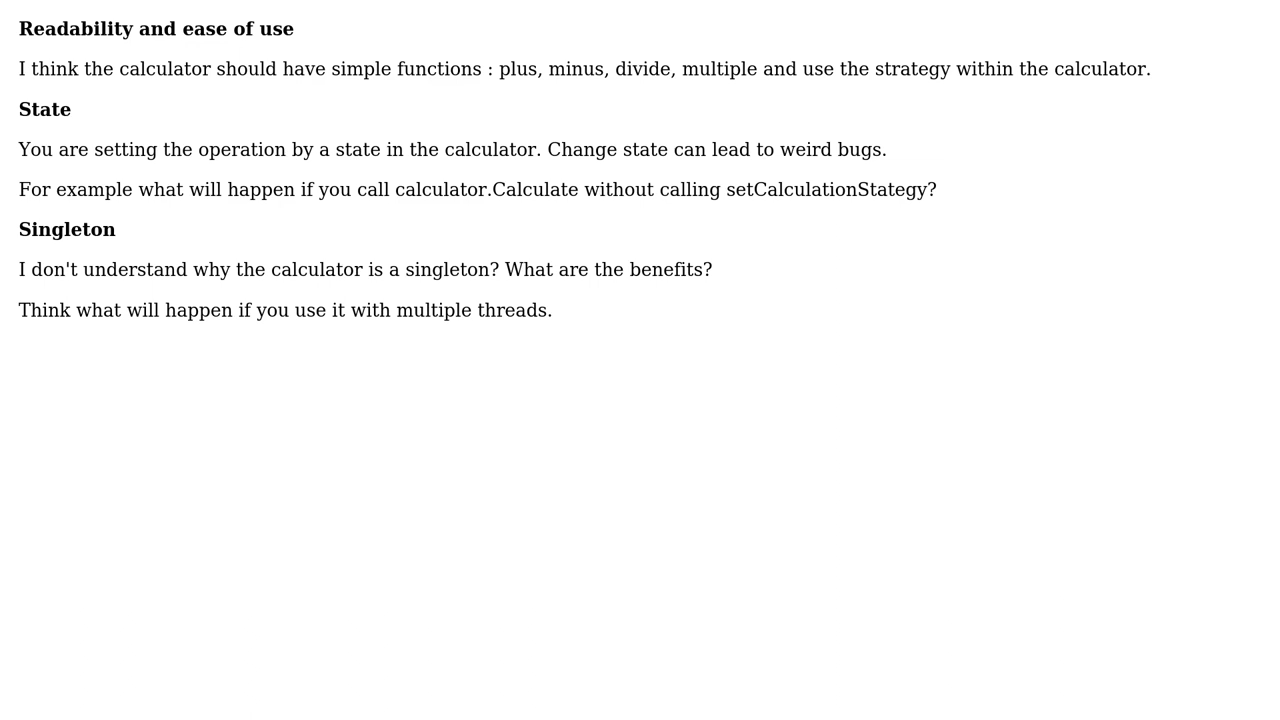 Readability and ease of use
I think the calculator should have simple functions : plus, minus, divide, multiple and use the strategy within the calculator.
State
You are setting the operation by a state in the calculator. Change state can lead to weird bugs.
For example what will happen if you call calculator.Calculate without calling setCalculationStategy?
Singleton
I don't understand why the calculator is a singleton? What are the benefits?
Think what will happen if you use it with multiple threads.